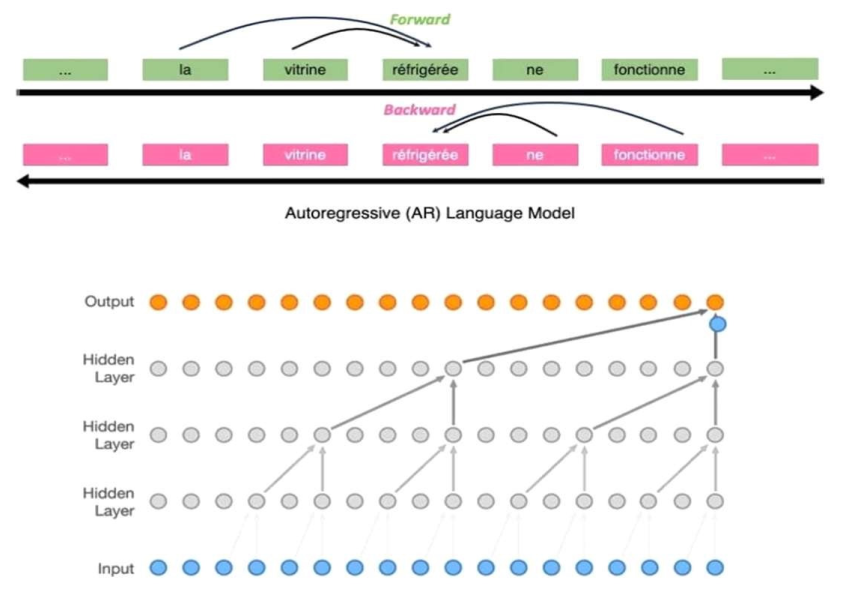 Forward
... la vitrine réfrigérée ne fonctionne ...
Backward
... la vitrine réfrigérée ne fonctionne ...
Autoregressive (AR) Language Model
Output
Hidden
Layer
Hidden
Layer
Hidden
Layer
Input